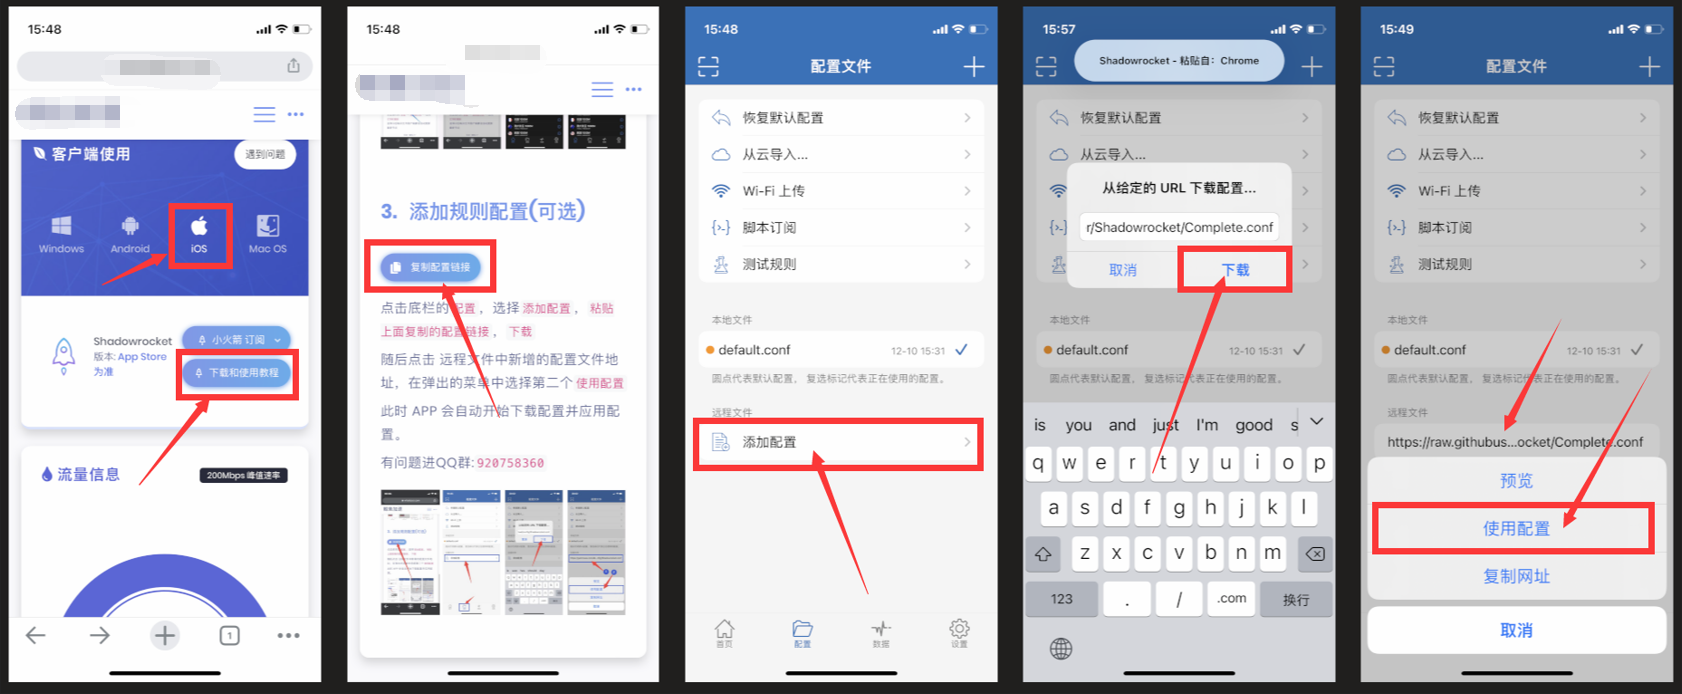 15:48
客户端使用
遇到问题
Windows
Android
iOS
Mac OS
Shadowrocket
版本: App Store
为准
小火箭 订阅
下载和使用教程
流量信息
200Mbps 峰值速率
1
15:48
3. 添加规则配置(可选)
复制配置链接
点击底栏的 配置 ，选择 添加配置 ， 粘贴
上面复制的配置链接 ， 下载
随后点击 远程文件中新增的配置文件地
址，在弹出的菜单中选择第二个 使用配置
此时 APP 会自动开始下载配置并应用配
置。
有问题进QQ群: 920758360
15:48
配置文件
恢复默认配置
从云导入...
Wi-Fi 上传
脚本订阅
测试规则
本地文件
default.conf
12-10 15:31
圆点代表默认配置， 复选标记代表正在使用的配置。
远程文件
添加配置
首页
配置
数据
设置
15:57
Shadowrocket - 粘贴自：Chrome
恢复默认配置
从云导入...
从给定的 URL 下载配置...
r/Shadowrocket/Complete.conf
取消
下载
本地文件
default.conf
12-10 15:31
圆点代表默认配置， 复选标记代表正在使用的配置。
is you and just I'm good s
q w e r t y u i o p
a s d f g h j k l
z x c v b n m
123 . / .com 换行
15:49
配置文件
恢复默认配置
从云导入...
Wi-Fi 上传
脚本订阅
测试规则
本地文件
default.conf
12-10 15:31
圆点代表默认配置， 复选标记代表正在使用的配置。
远程文件
https://raw.githubus...ocket/Complete.conf
预览
使用配置
复制网址
取消